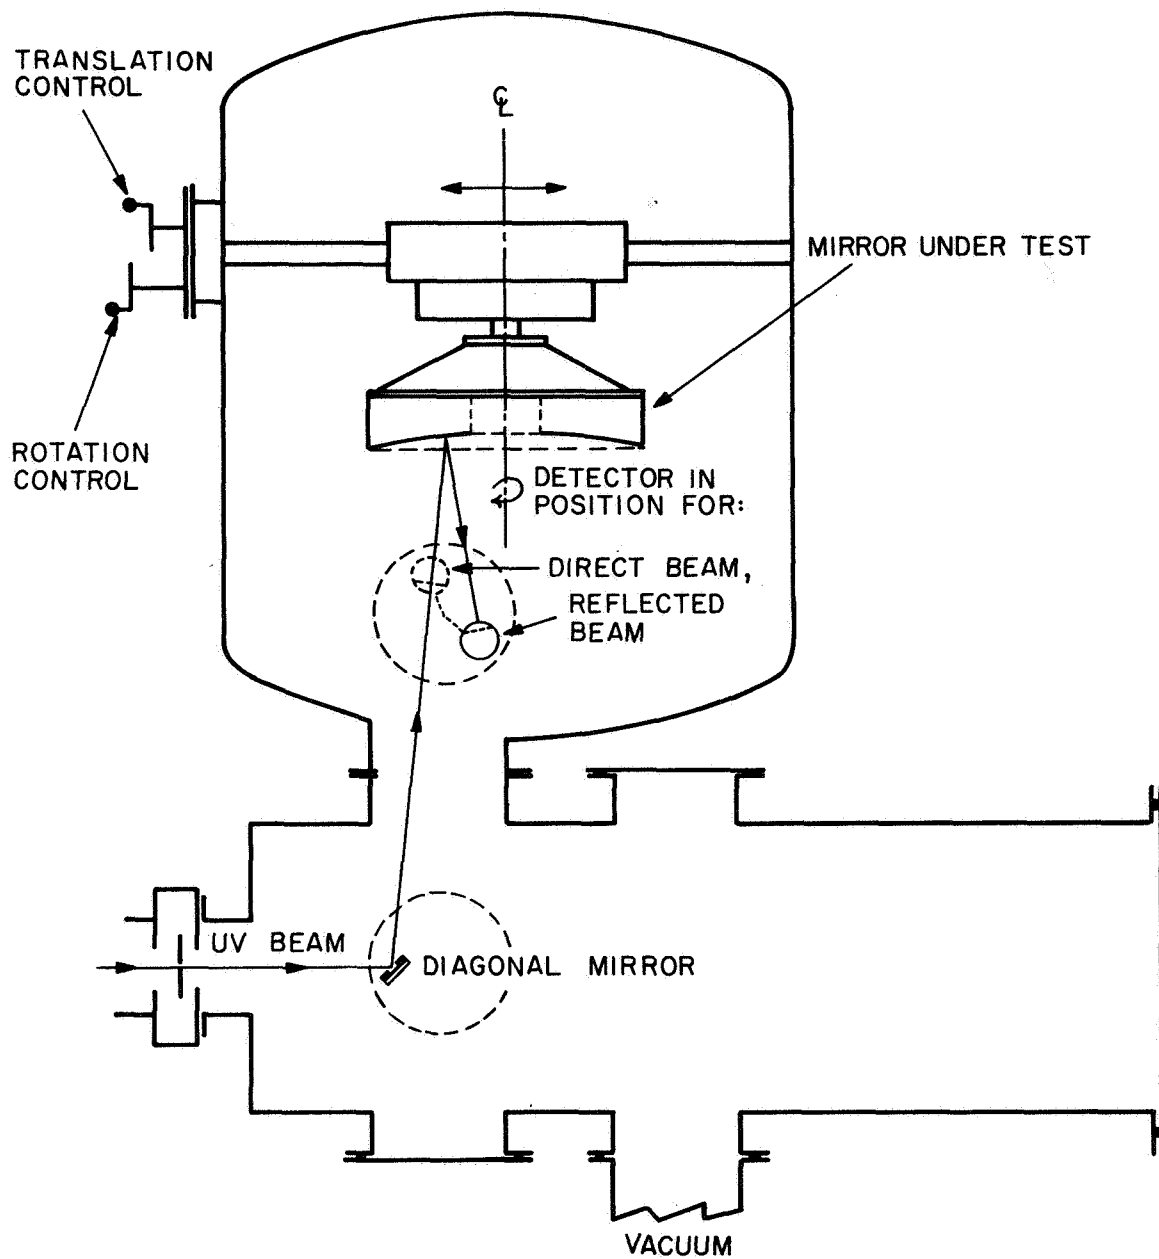 TRANSLATION
CONTROL
℄
MIRROR UNDER TEST
ROTATION
CONTROL
DETECTOR IN
POSITION FOR:
DIRECT BEAM,
REFLECTED
BEAM
UV BEAM
DIAGONAL MIRROR
VACUUM